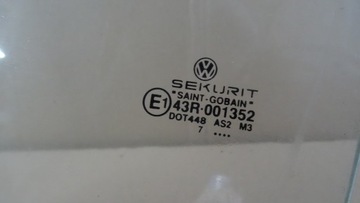 SEKURIT
"SAINT-GOBAIN"
E1 43R-001352
DOT448 AS2 M3
7 ....